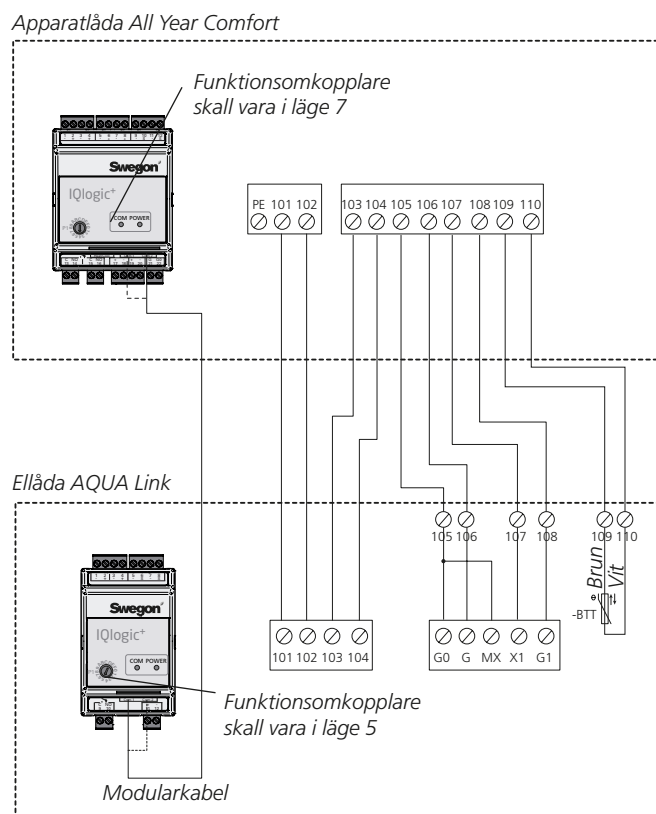 Apparatlåda All Year Comfort
Funktionsomkopplare
skall vara i läge 7
Swegon
IQlogic+
COM POWER
PE 101 102
103 104 105 106 107 108 109 110
Ellåda AQUA Link
105 106 107 108 109 110
Brun
Vit
-BTT
Swegon
IQlogic+
COM POWER
101 102 103 104
G0 G MX X1 G1
Funktionsomkopplare
skall vara i läge 5
Modularkabel